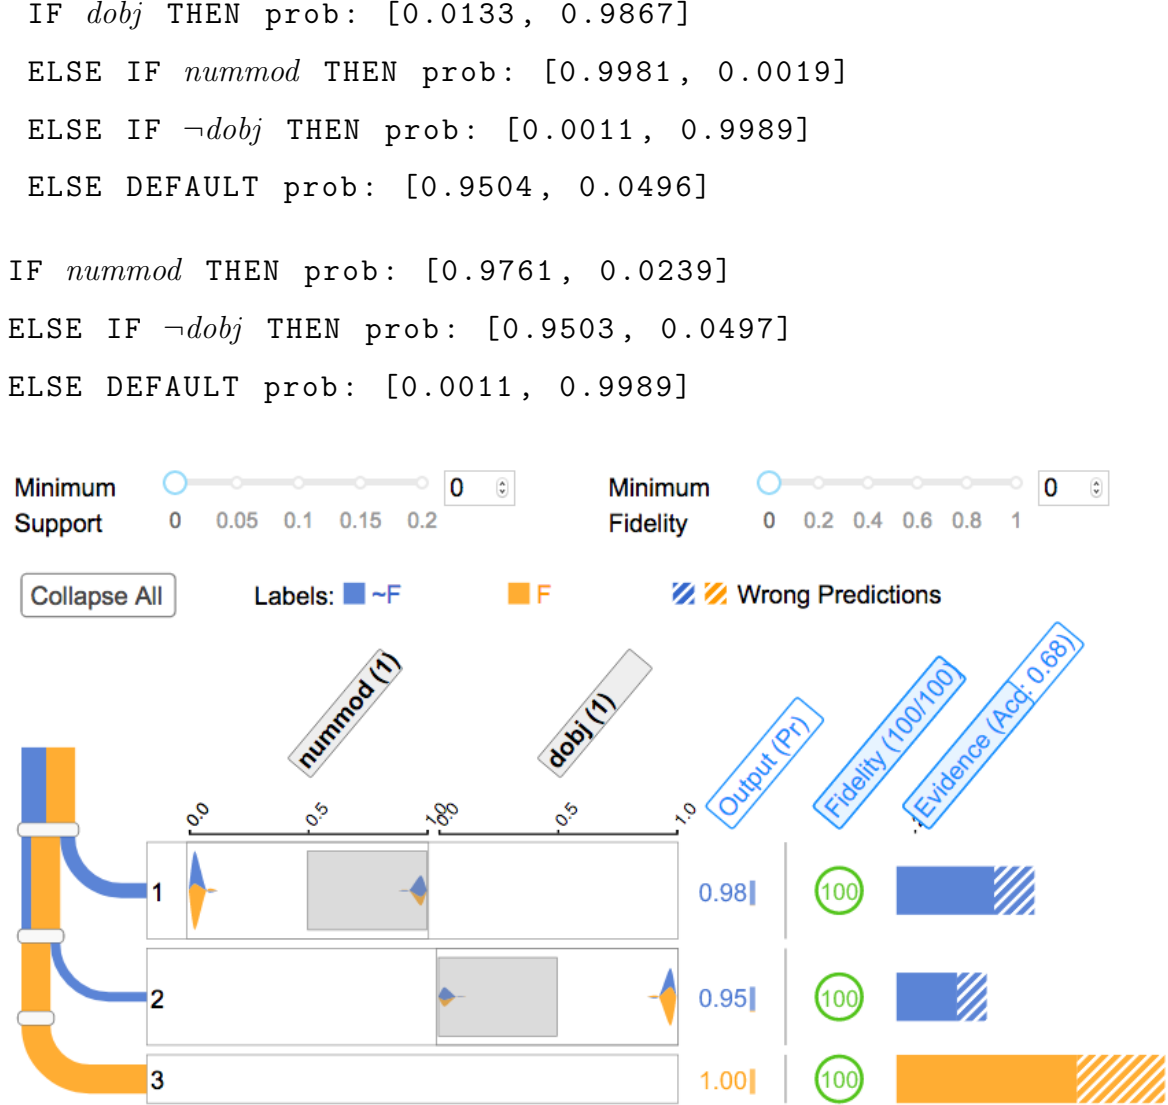 IF dobj THEN prob: [0.0133, 0.9867]
ELSE IF nummod THEN prob: [0.9981, 0.0019]
ELSE IF ¬dobj THEN prob: [0.0011, 0.9989]
ELSE DEFAULT prob: [0.9504, 0.0496]
IF nummod THEN prob: [0.9761, 0.0239]
ELSE IF ¬dobj THEN prob: [0.9503, 0.0497]
ELSE DEFAULT prob: [0.0011, 0.9989]
Minimum Support 0 0.05 0.1 0.15 0.2 0
Minimum Fidelity 0 0.2 0.4 0.6 0.8 1 0
Collapse All Labels: ~F F Wrong Predictions
nummod (1) dobj (1) Output (Pr) Fidelity (100/100) Evidence (Acc: 0.68)
0.0 0.5 1.0 0.0 0.5 1.0
1 0.98 100
2 0.95 100
3 1.00 100